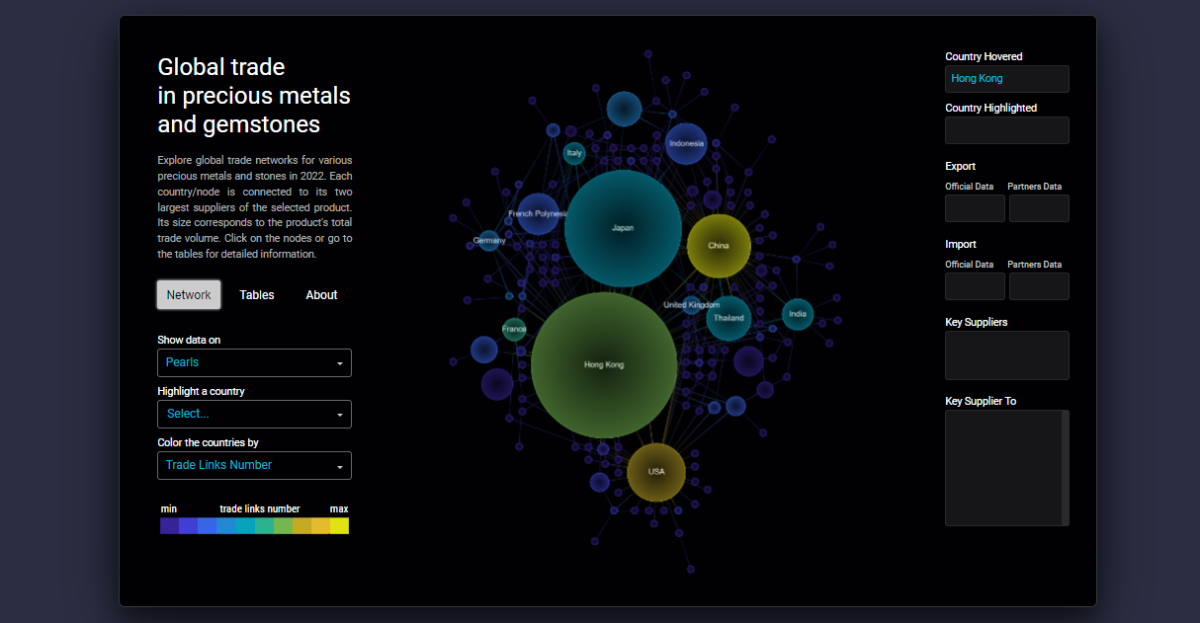 Global trade
in precious metals
and gemstones
Explore global trade networks for various
precious metals and stones in 2022. Each
country/node is connected to its two
largest suppliers of the selected product.
Its size corresponds to the product's total
trade volume. Click on the nodes or go to
the tables for detailed information.
Network
Tables
About
Show data on
Pearls
Highlight a country
Select...
Color the countries by
Trade Links Number
min
trade links number
max
Indonesia
Italy
French Polynesia
Japan
Germany
China
United Kingdom
Thailand
India
France
Hong Kong
USA
Country Hovered
Hong Kong
Country Highlighted
Export
Official Data
Partners Data
Import
Official Data
Partners Data
Key Suppliers
Key Supplier To